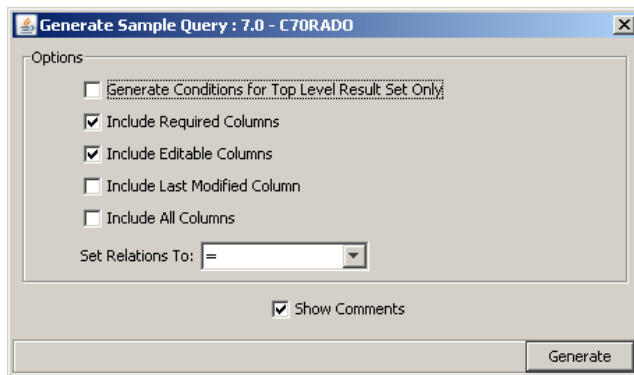 Generate Sample Query : 7.0 - C70RADO
Options
Generate Conditions for Top Level Result Set Only
Include Required Columns
Include Editable Columns
Include Last Modified Column
Include All Columns
Set Relations To: =
Show Comments
Generate